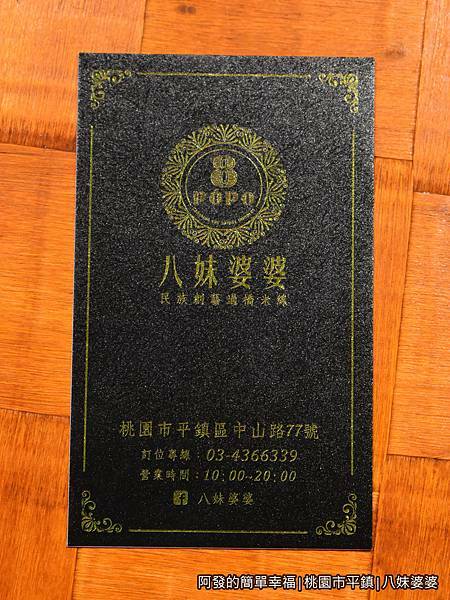 8
POPO
八妹婆婆
民族創藝過橋米線
桃園市平鎮區中山路77號
訂位專線：03-4366339
營業時間：10:00~20:00
八妹婆婆
阿發的簡單幸福|桃園市平鎮|八妹婆婆